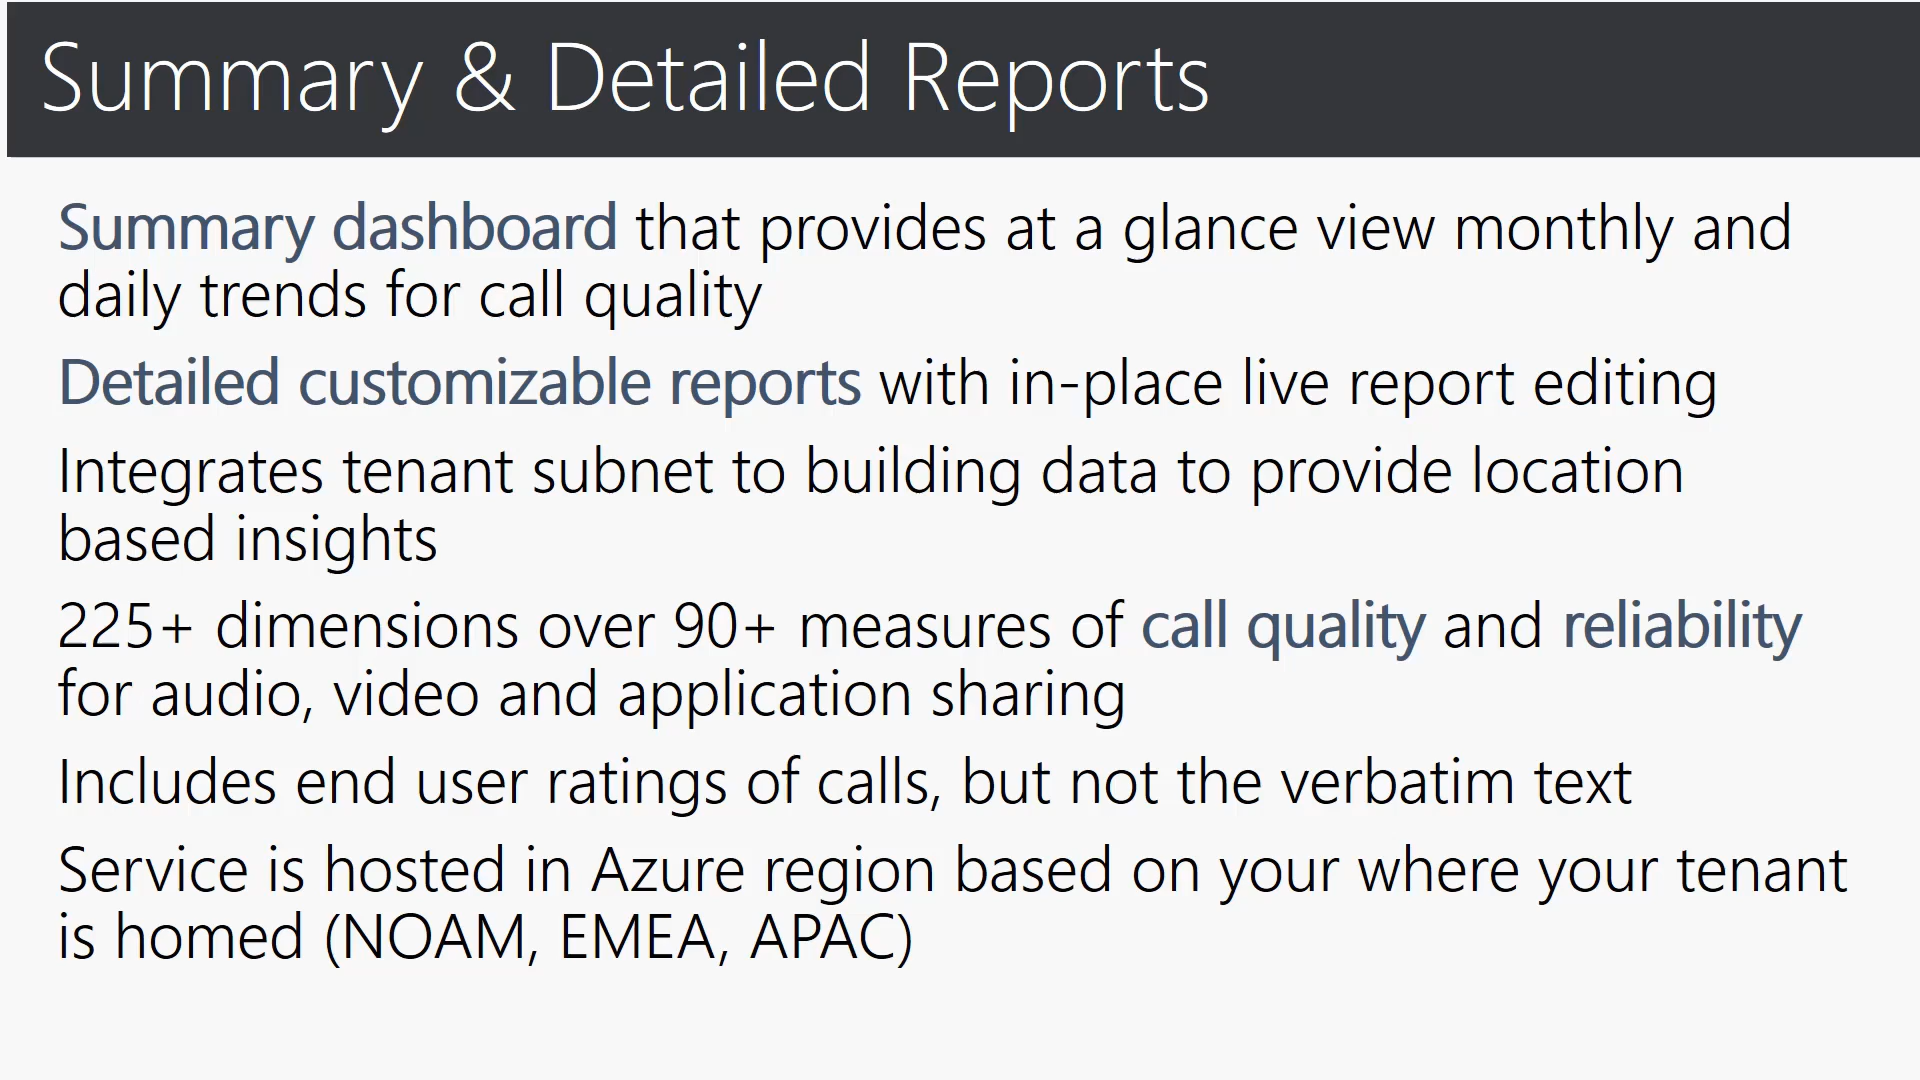 Summary & Detailed Reports
Summary dashboard that provides at a glance view monthly and
daily trends for call quality
Detailed customizable reports with in-place live report editing
Integrates tenant subnet to building data to provide location
based insights
225+ dimensions over 90+ measures of call quality and reliability
for audio, video and application sharing
Includes end user ratings of calls, but not the verbatim text
Service is hosted in Azure region based on your where your tenant
is homed (NOAM, EMEA, APAC)